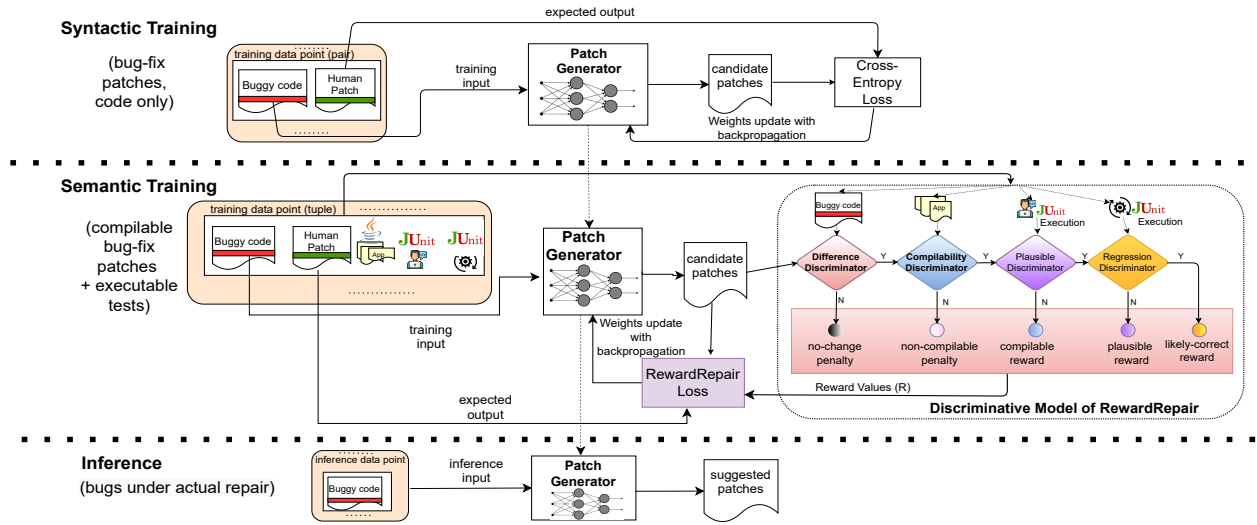 Syntactic Training
(bug-fix
patches,
code only)
training data point (pair)
Buggy code
Human
Patch
expected output
training
input
Patch
Generator
candidate
patches
Cross-
Entropy
Loss
Weights update with
backpropagation
Semantic Training
(compilable
bug-fix
patches
+ executable
tests)
training data point (tuple)
Buggy code
Human
Patch
Java
App
JUnit
JUnit
training
input
expected
output
Patch
Generator
candidate
patches
Weights update
with
backpropagation
RewardRepair
Loss
Buggy code
App
JUnit
Execution
JUnit
Execution
Difference
Discriminator
Y
Compilability
Discriminator
Y
Plausible
Discriminator
Y
Regression
Discriminator
Y
N
N
N
N
no-change
penalty
non-compilable
penalty
compilable
reward
plausible
reward
likely-correct
reward
Reward Values (R)
Discriminative Model of RewardRepair
Inference
(bugs under actual repair)
inference data point
Buggy code
inference
input
Patch
Generator
suggested
patches